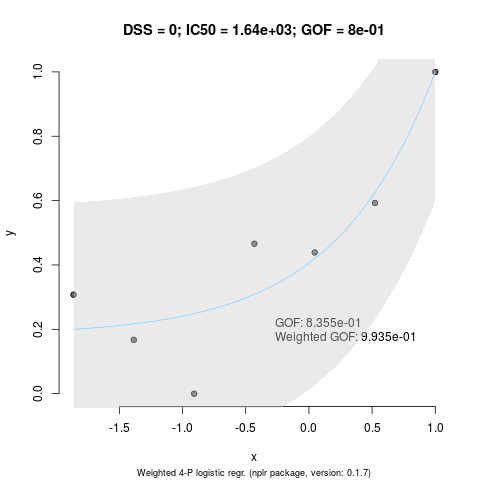 DSS = 0; IC50 = 1.64e+03; GOF = 8e-01
1.0
0.8
0.6
0.4
0.2
0.0
y
GOF: 8.355e-01
Weighted GOF: 9.935e-01
-1.5
-1.0
-0.5
0.0
0.5
1.0
x
Weighted 4-P logistic regr. (nplr package, version: 0.1.7)